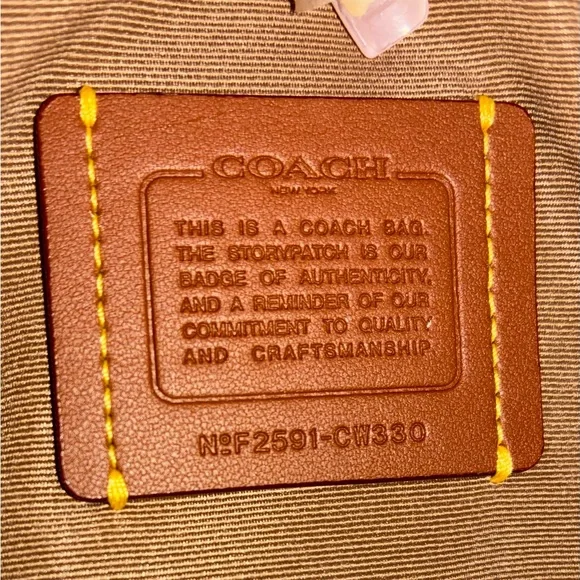 COACH
NEW YORK
THIS IS A COACH BAG.
THE STORYPATCH IS OUR
BADGE OF AUTHENTICITY,
AND A REMINDER OF OUR
COMMITMENT TO QUALITY
AND CRAFTSMANSHIP
NºF2591-CW330